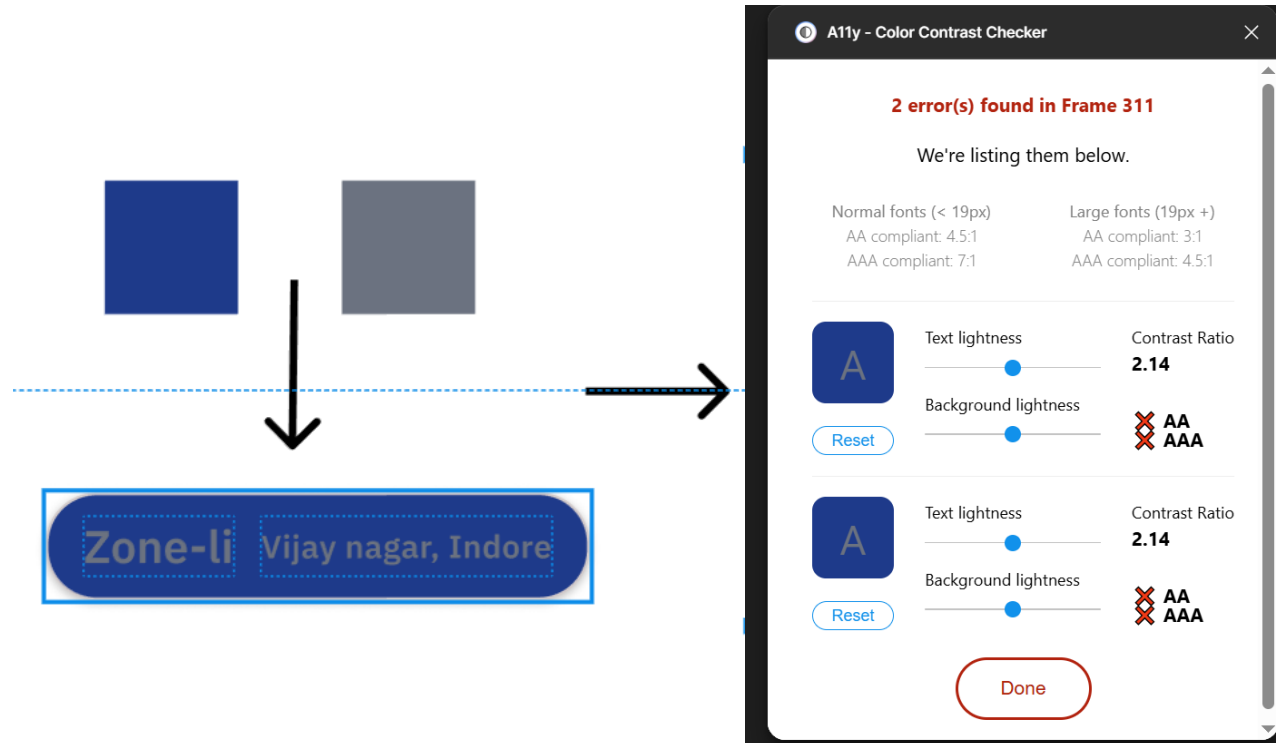 A11y - Color Contrast Checker
2 error(s) found in Frame 311
We're listing them below.
Normal fonts (< 19px)
AA compliant: 4.5:1
AAA compliant: 7:1
Large fonts (19px +)
AA compliant: 3:1
AAA compliant: 4.5:1
A
Text lightness
Contrast Ratio
2.14
Background lightness
AA
AAA
Reset
A
Text lightness
Contrast Ratio
2.14
Background lightness
AA
AAA
Reset
Done
Zone-li Vijay nagar, Indore